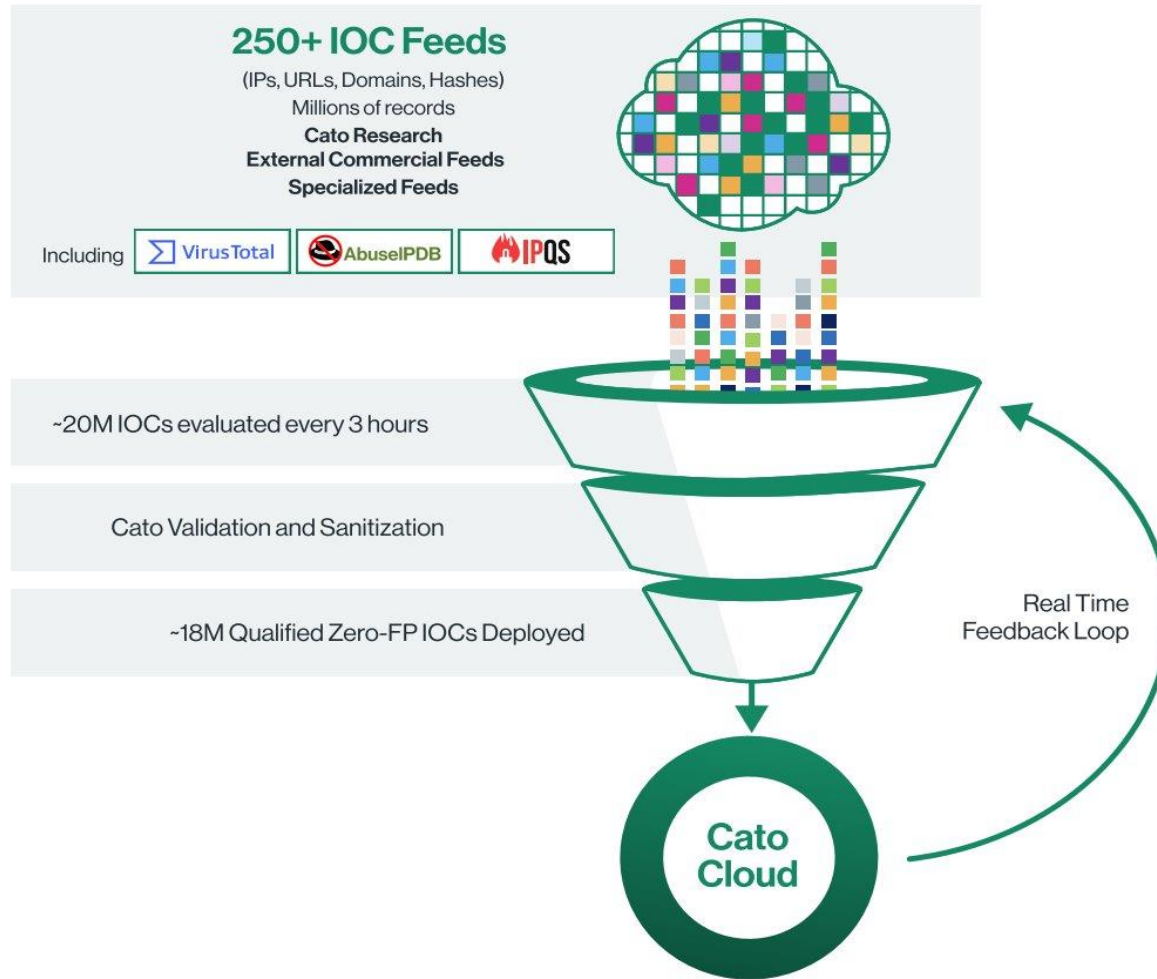 250+ IOC Feeds
(IPs, URLs, Domains, Hashes)
Millions of records
Cato Research
External Commercial Feeds
Specialized Feeds
Including
VirusTotal
AbuseIPDB
IPQS
~20M IOCs evaluated every 3 hours
Cato Validation and Sanitization
~18M Qualified Zero-FP IOCs Deployed
Real Time
Feedback Loop
Cato
Cloud